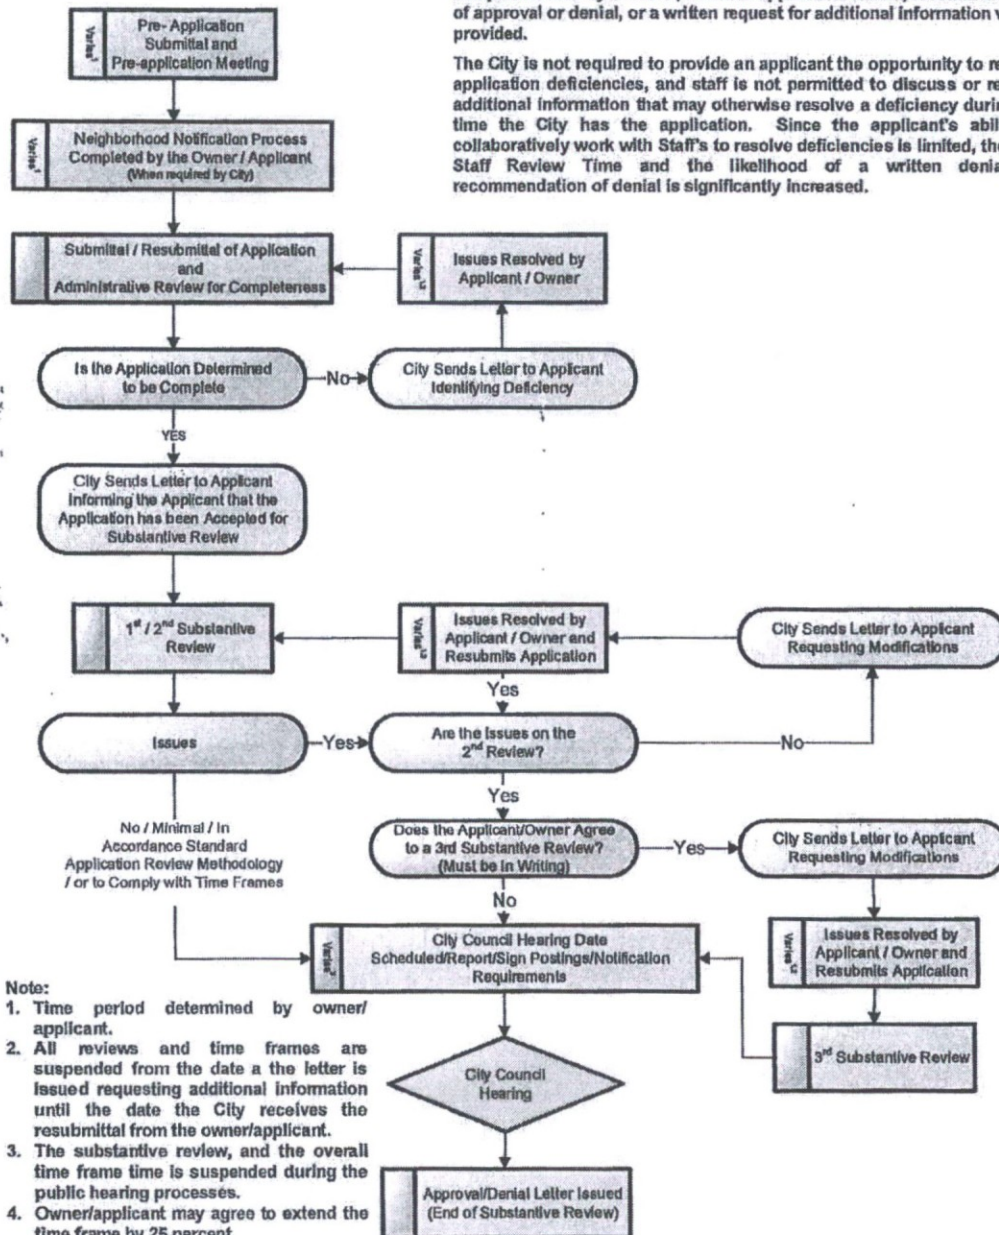 of approval or denial, or a written request for additional information
provided.
The City is not required to provide an applicant the opportunity to
application deficiencies, and staff is not permitted to discuss or
additional information that may otherwise resolve a deficiency
time the City has the application. Since the applicant's
collaboratively work with Staff's to resolve deficiencies is limited,
Staff Review Time and the likelihood of a written
recommendation of denial is significantly increased.
Varies1
Pre- Application
Submittal and
Pre-application Meeting
Varies1
Neighborhood Notification Process
Completed by the Owner / Applicant
(When required by City)
Submittal / Resubmittal of Application
and
Administrative Review for Completeness
Varies1,2
Issues Resolved by
Applicant / Owner
Is the Application Determined
to be Complete
No
City Sends Letter to Applicant
Identifying Deficiency
YES
City Sends Letter to Applicant
Informing the Applicant that the
Application has been Accepted for
Substantive Review
1st / 2nd Substantive
Review
Varies
Issues Resolved by
Applicant / Owner and
Resubmits Application
City Sends Letter to Applicant
Requesting Modifications
Yes
Issues
Yes
Are the Issues on the
2nd Review?
No
Yes
No / Minimal / In
Accordance Standard
Application Review Methodology
/ or to Comply with Time Frames
Does the Applicant/Owner Agree
to a 3rd Substantive Review?
(Must be In Writing)
Yes
City Sends Letter to Applicant
Requesting Modifications
No
Varies
City Council Hearing Date
Scheduled/Report/Sign Postings/Notification
Requirements
Varies1,2
Issues Resolved by
Applicant / Owner and
Resubmits Application
3rd Substantive Review
City Council
Hearing
Approval/Denial Letter Issued
(End of Substantive Review)
Note:
1. Time period determined by owner/
applicant.
2. All reviews and time frames are
suspended from the date a the letter is
issued requesting additional information
until the date the City receives the
resubmittal from the owner/applicant.
3. The substantive review, and the overall
time frame time is suspended during the
public hearing processes.
4. Owner/applicant may agree to extend the
time frame by 25 percent